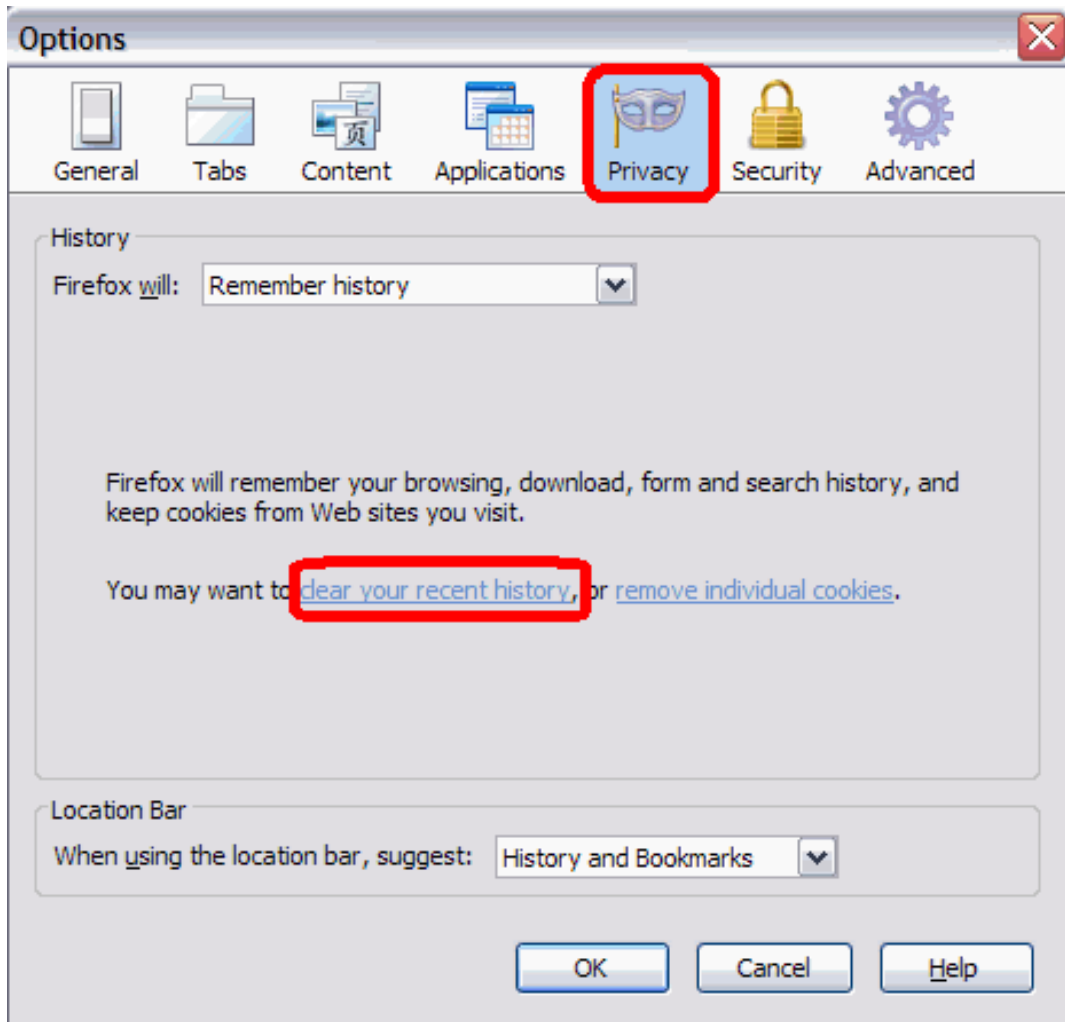 Options
页
General Tabs Content Applications Privacy Security Advanced
History
Firefox will: Remember history
Firefox will remember your browsing, download, form and search history, and
keep cookies from Web sites you visit.
You may want to clear your recent history, or remove individual cookies.
Location Bar
When using the location bar, suggest: History and Bookmarks
OK Cancel Help